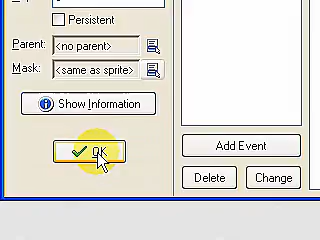 Persistent
Parent: <no parent>
Mask: <same as sprite>
Show Information
OK
Add Event
Delete
Change